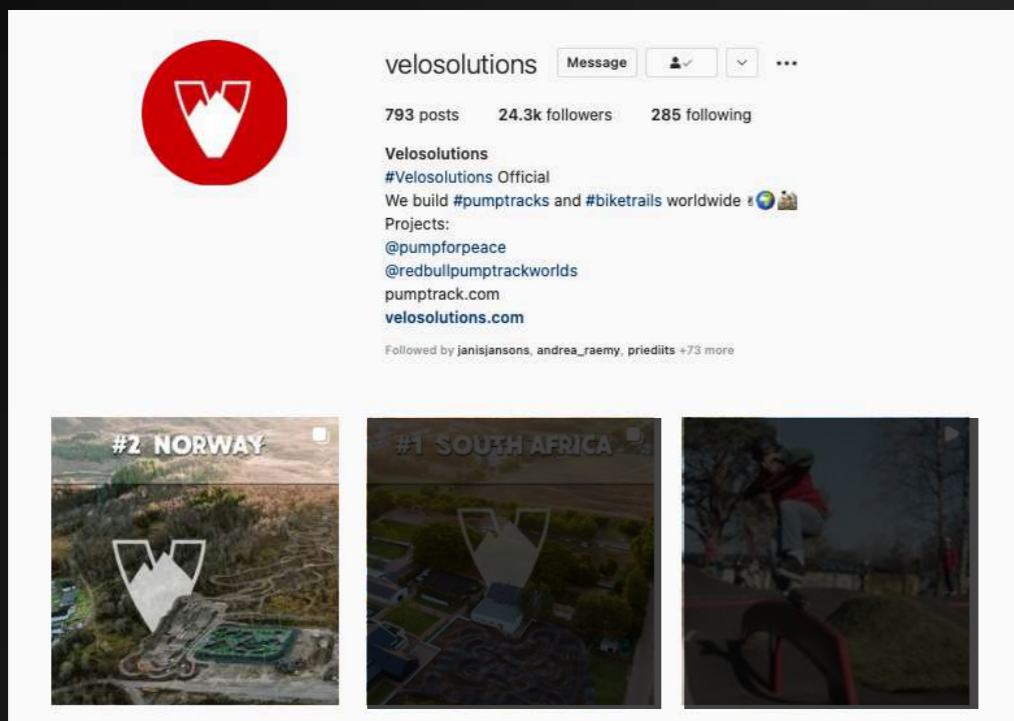 velosolutions Message
793 posts 24.3k followers 285 following
Velosolutions
#Velosolutions Official
We build #pumptracks and #biketrails worldwide
Projects:
@pumpforpeace
@redbullpumptrackworlds
pumptrack.com
velosolutions.com
Followed by janisjansons, andrea_raemy, priediits +73 more
#2 NORWAY #1 SOUTH AFRICA